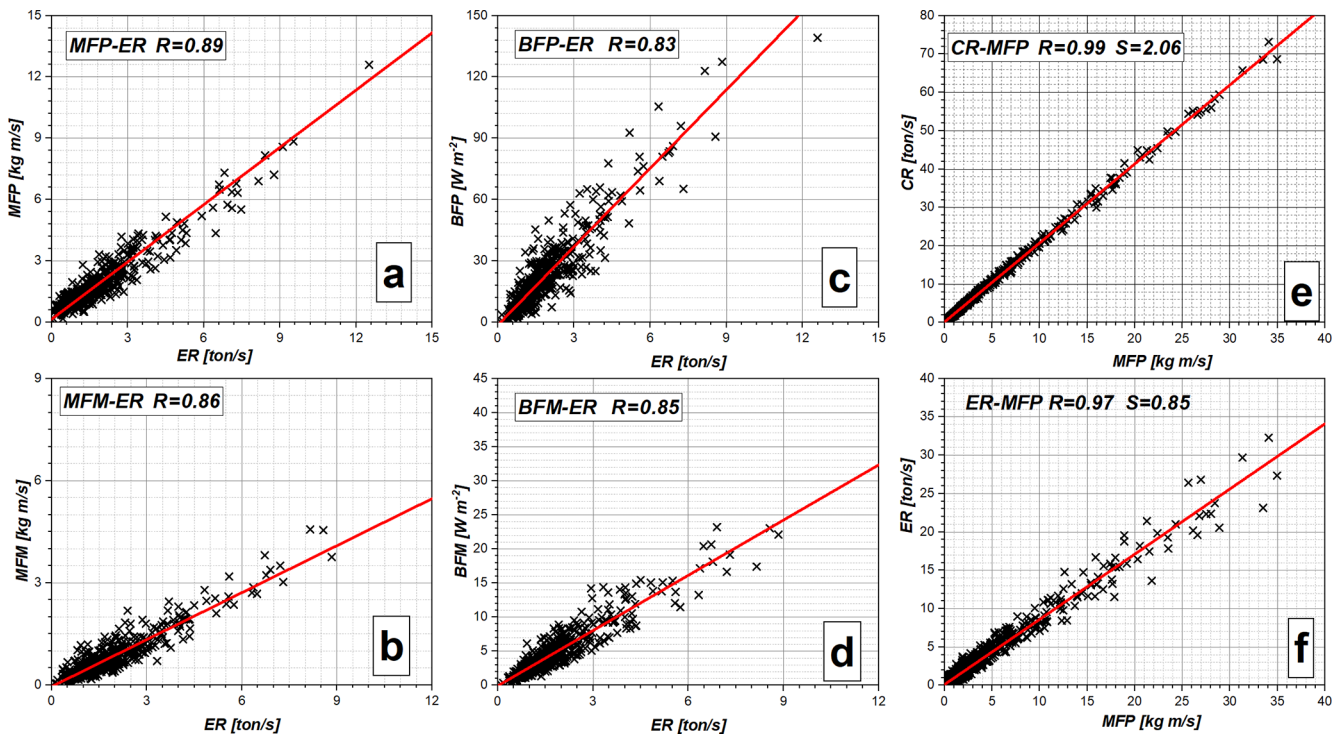 MFP-ER R=0.89
MFP [kg m/s]
15
12
9
6
3
0
0 3 6 9 12 15
ER [ton/s]
a
BFP-ER R=0.83
BFP [W m⁻²]
150
120
90
60
30
0
0 3 6 9 12 15
ER [ton/s]
c
CR-MFP R=0.99 S=2.06
CR [ton/s]
80
70
60
50
40
30
20
10
0
0 5 10 15 20 25 30 35 40
MFP [kg m/s]
e
MFM-ER R=0.86
MFM [kg m/s]
9
6
3
0
0 3 6 9 12
ER [ton/s]
b
BFM-ER R=0.85
BFM [W m⁻²]
45
40
35
30
25
20
15
10
5
0
0 3 6 9 12
ER [ton/s]
d
ER-MFP R=0.97 S=0.85
ER [ton/s]
40
35
30
25
20
15
10
5
0
0 5 10 15 20 25 30 35 40
MFP [kg m/s]
f